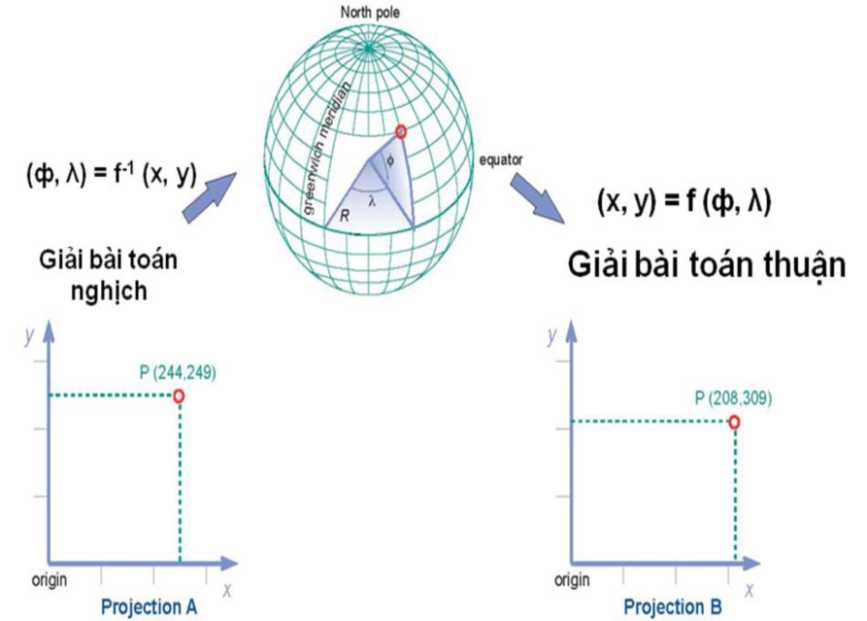 North pole
greenwich meridian
ϕ
equator
λ
R
(ф, λ) = f⁻¹ (x, y)
Giải bài toán
nghịch
(x, y) = f (ф, λ)
Giải bài toán thuận
y
P (244,249)
origin
x
Projection A
y
P (208,309)
origin
x
Projection B